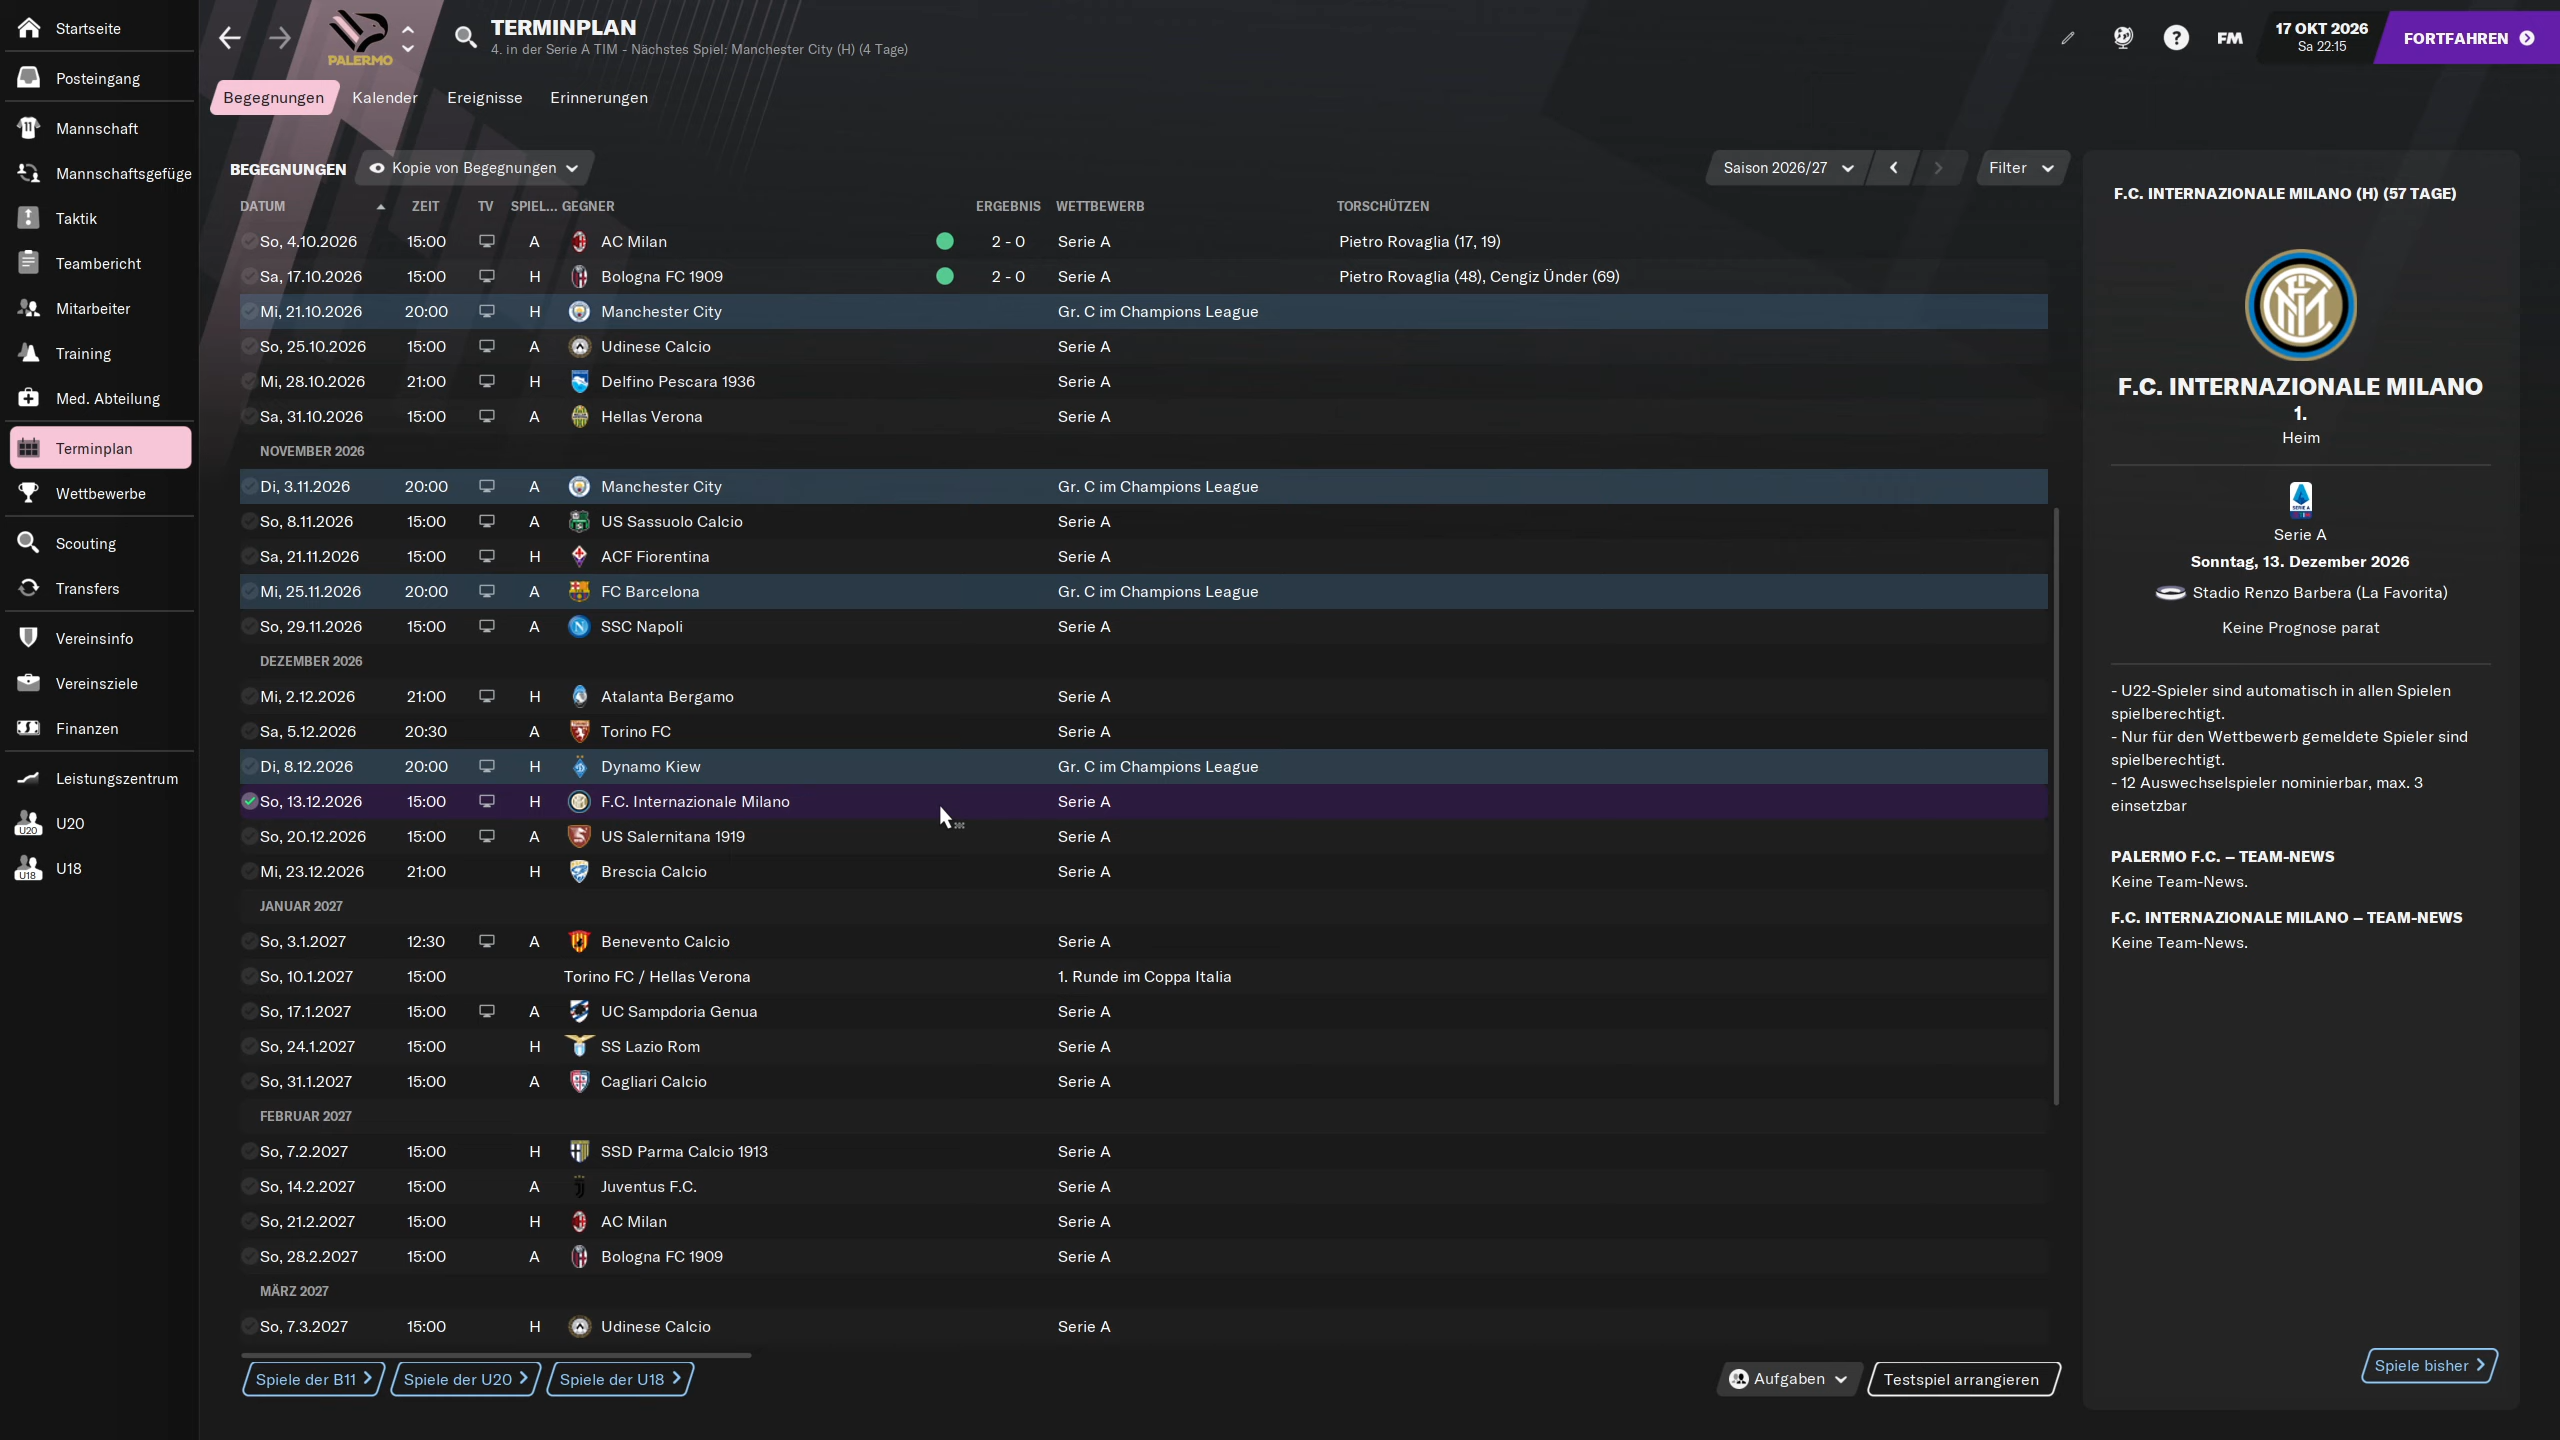 Startseite
Posteingang
Mannschaft
Mannschaftsgefüge
Taktik
Teambericht
Mitarbeiter
Training
Med. Abteilung
Terminplan
Wettbewerbe
Scouting
Transfers
Vereinsinfo
Vereinsziele
Finanzen
Leistungszentrum
U20 U20
U18 U18
PALERMO
TERMINPLAN
4. in der Serie A TIM - Nächstes Spiel: Manchester City (H) (4 Tage)
FM
17 OKT 2026
Sa 22:15
FORTFAHREN
Begegnungen Kalender Ereignisse Erinnerungen
BEGEGNUNGEN Kopie von Begegnungen Saison 2026/27 Filter
DATUM ZEIT TV SPIEL... GEGNER ERGEBNIS WETTBEWERB TORSCHÜTZEN
So, 4.10.2026 15:00 A AC Milan 2 - 0 Serie A Pietro Rovaglia (17, 19)
Sa, 17.10.2026 15:00 H Bologna FC 1909 2 - 0 Serie A Pietro Rovaglia (48), Cengiz Ünder (69)
Mi, 21.10.2026 20:00 H Manchester City Gr. C im Champions League
So, 25.10.2026 15:00 A Udinese Calcio Serie A
Mi, 28.10.2026 21:00 H Delfino Pescara 1936 Serie A
Sa, 31.10.2026 15:00 A Hellas Verona Serie A
NOVEMBER 2026
Di, 3.11.2026 20:00 A Manchester City Gr. C im Champions League
So, 8.11.2026 15:00 A US Sassuolo Calcio Serie A
Sa, 21.11.2026 15:00 H ACF Fiorentina Serie A
Mi, 25.11.2026 20:00 A FC Barcelona Gr. C im Champions League
So, 29.11.2026 15:00 A SSC Napoli Serie A
DEZEMBER 2026
Mi, 2.12.2026 21:00 H Atalanta Bergamo Serie A
Sa, 5.12.2026 20:30 A Torino FC Serie A
Di, 8.12.2026 20:00 H Dynamo Kiew Gr. C im Champions League
So, 13.12.2026 15:00 H F.C. Internazionale Milano Serie A
So, 20.12.2026 15:00 A US Salernitana 1919 Serie A
Mi, 23.12.2026 21:00 H Brescia Calcio Serie A
JANUAR 2027
So, 3.1.2027 12:30 A Benevento Calcio Serie A
So, 10.1.2027 15:00 Torino FC / Hellas Verona 1. Runde im Coppa Italia
So, 17.1.2027 15:00 A UC Sampdoria Genua Serie A
So, 24.1.2027 15:00 H SS Lazio Rom Serie A
So, 31.1.2027 15:00 A Cagliari Calcio Serie A
FEBRUAR 2027
So, 7.2.2027 15:00 H SSD Parma Calcio 1913 Serie A
So, 14.2.2027 15:00 A Juventus F.C. Serie A
So, 21.2.2027 15:00 H AC Milan Serie A
So, 28.2.2027 15:00 A Bologna FC 1909 Serie A
MÄRZ 2027
So, 7.3.2027 15:00 H Udinese Calcio Serie A
Spiele der B11 Spiele der U20 Spiele der U18 Aufgaben Testspiel arrangieren
F.C. INTERNAZIONALE MILANO (H) (57 TAGE)
F.C. INTERNAZIONALE MILANO
1.
Heim
SERIE A
Serie A
Sonntag, 13. Dezember 2026
Stadio Renzo Barbera (La Favorita)
Keine Prognose parat
- U22-Spieler sind automatisch in allen Spielen
spielberechtigt.
- Nur für den Wettbewerb gemeldete Spieler sind
spielberechtigt.
- 12 Auswechselspieler nominierbar, max. 3
einsetzbar
PALERMO F.C. – TEAM-NEWS
Keine Team-News.
F.C. INTERNAZIONALE MILANO – TEAM-NEWS
Keine Team-News.
Spiele bisher